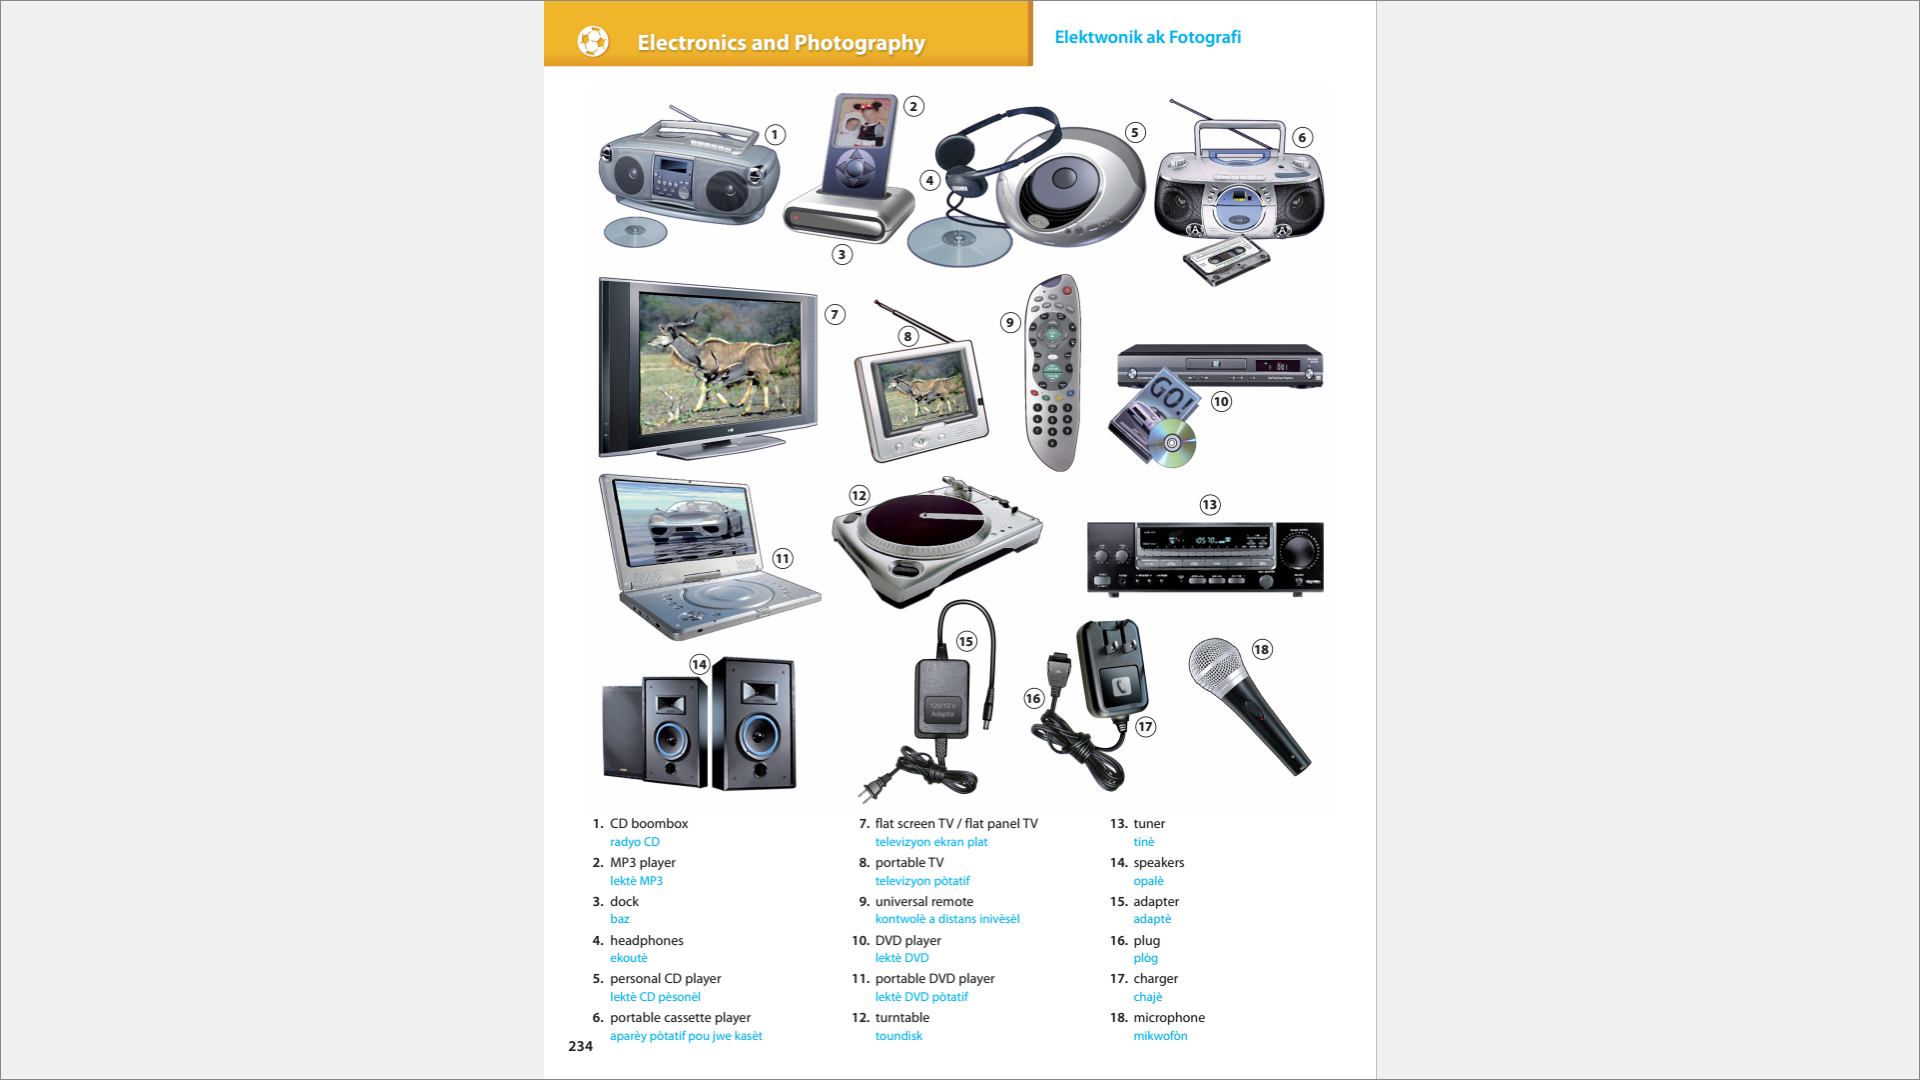 Electronics and Photography
Elektwonik ak Fotografi
1
2
3
4
5
6
7
8
9
GO!
10
11
12
13
14
120/12 v
Adaptor
15
16
17
18
1. CD boombox
radyo CD
2. MP3 player
lektè MP3
3. dock
baz
4. headphones
ekoutè
5. personal CD player
lektè CD pèsonèl
6. portable cassette player
aparèy pòtatif pou jwe kasèt
7. flat screen TV / flat panel TV
televizyon ekran plat
8. portable TV
televizyon pòtatif
9. universal remote
kontwolè a distans inivèsèl
10. DVD player
lektè DVD
11. portable DVD player
lektè DVD pòtatif
12. turntable
toundisk
13. tuner
tinè
14. speakers
opalè
15. adapter
adaptè
16. plug
plòg
17. charger
chajè
18. microphone
mikwofòn
234